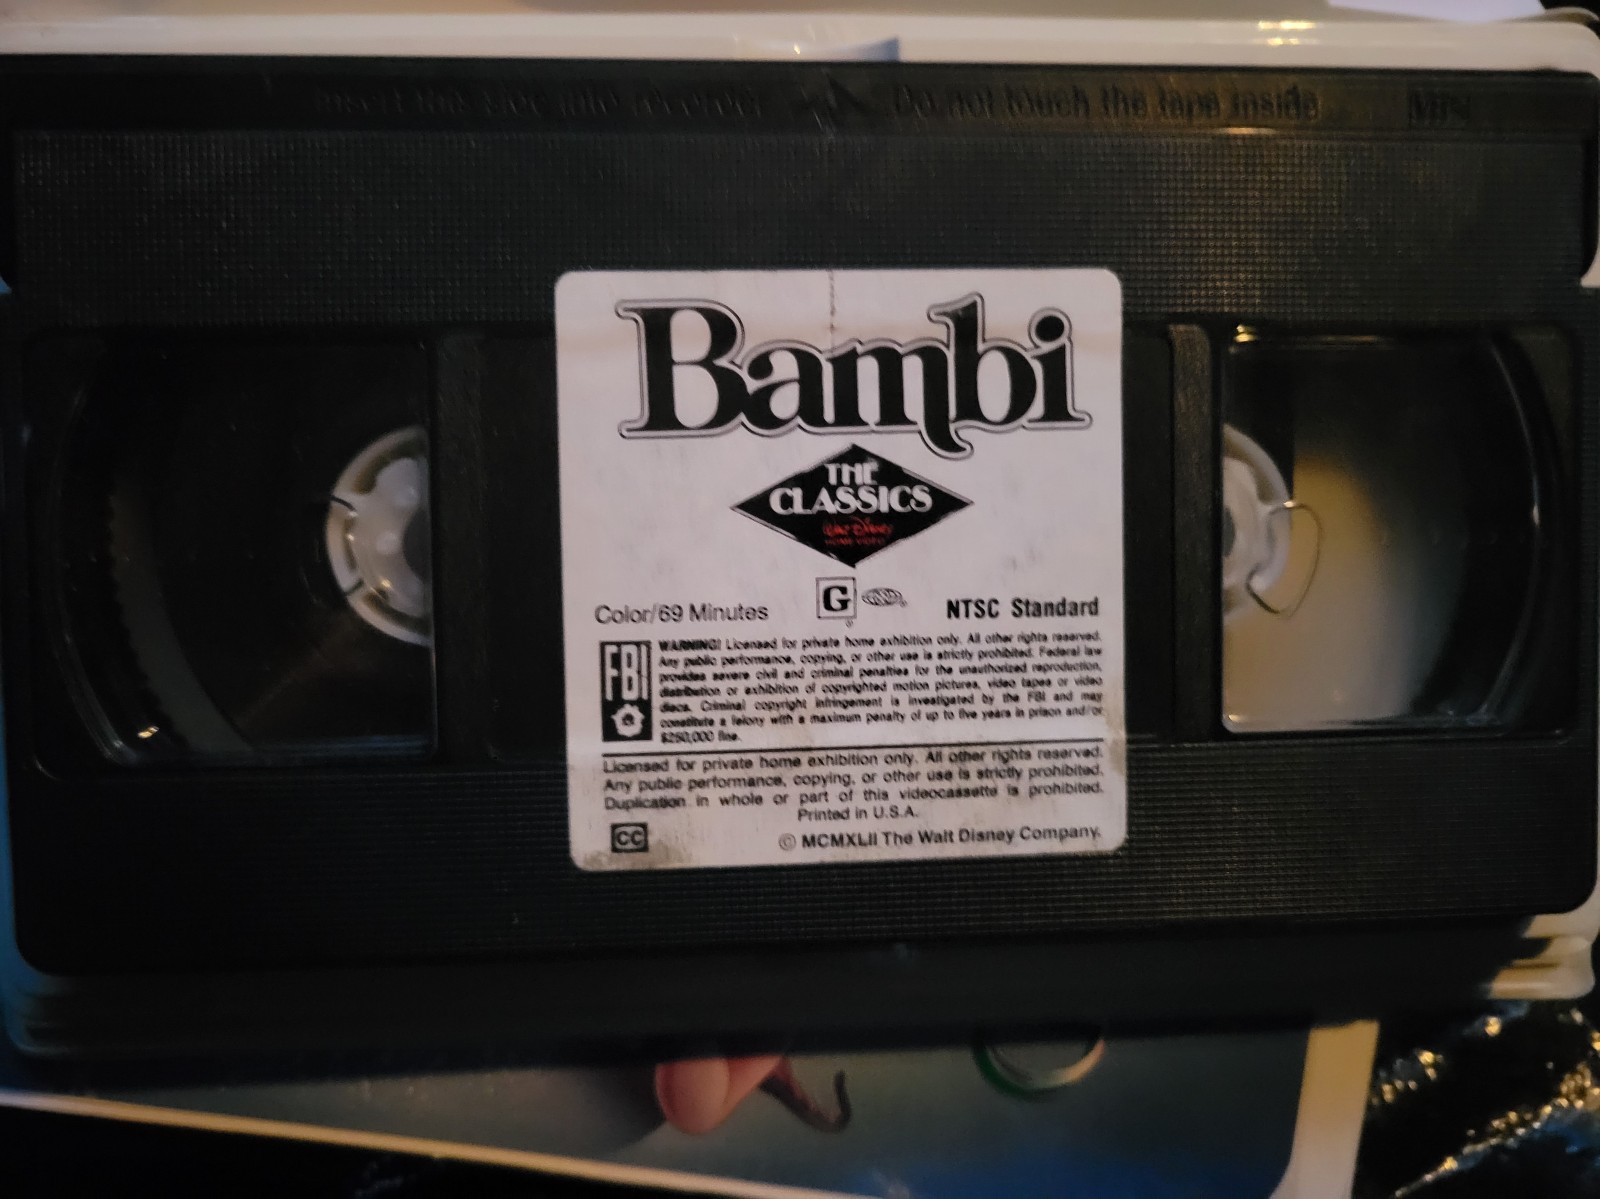 Insert this side into recorder Do not touch the tape inside
Bambi
THE
CLASSICS
WALT DISNEY
HOME VIDEO
Color/69 Minutes G NTSC Standard
FBI
WARNING! Licensed for private home exhibition only. All other rights reserved.
Any public performance, copying, or other use is strictly prohibited. Federal law
provides severe civil and criminal penalties for the unauthorized reproduction,
distribution or exhibition of copyrighted motion pictures, video tapes or video
discs. Criminal copyright infringement is investigated by the FBI and may
constitute a felony with a maximum penalty of up to five years in prison and/or
$250,000 fine.
Licensed for private home exhibition only. All other rights reserved.
Any public performance, copying, or other use is strictly prohibited.
Duplication in whole or part of this videocassette is prohibited.
Printed in U.S.A.
CC © MCMXLII The Walt Disney Company.